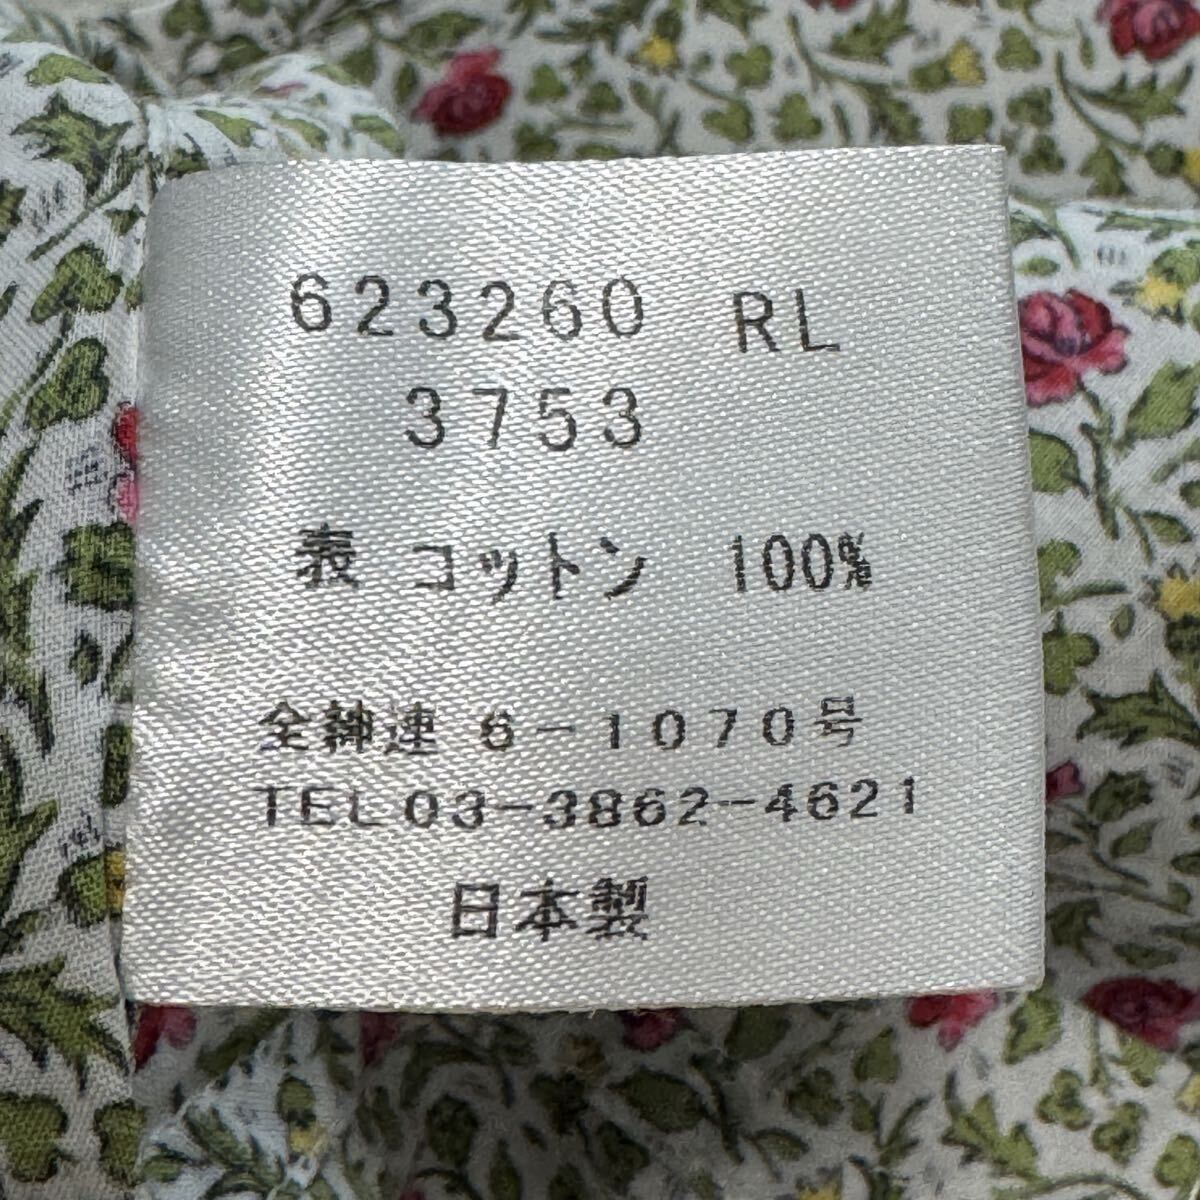 623260 RL
3753
表 コットン 100%
全紳連 6-1070号
TEL03-3862-4621
日本製